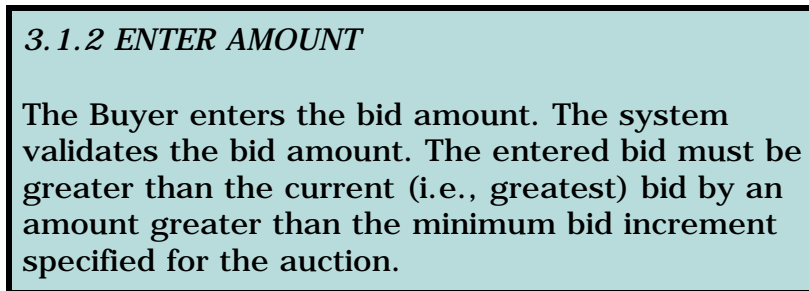 3.1.2 ENTER AMOUNT
The Buyer enters the bid amount. The system
validates the bid amount. The entered bid must be
greater than the current (i.e., greatest) bid by an
amount greater than the minimum bid increment
specified for the auction.